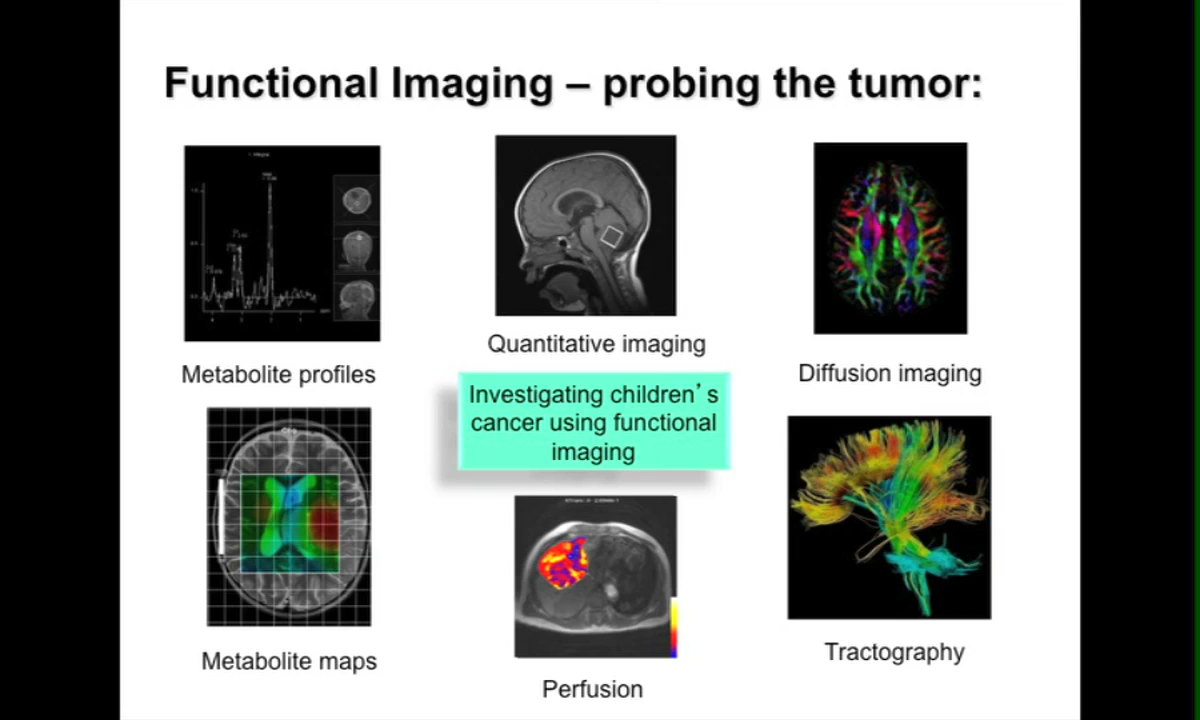 Functional Imaging – probing the tumor:
Metabolite profiles
Quantitative imaging
Diffusion imaging
Investigating children’s
cancer using functional
imaging
Metabolite maps
Perfusion
Tractography